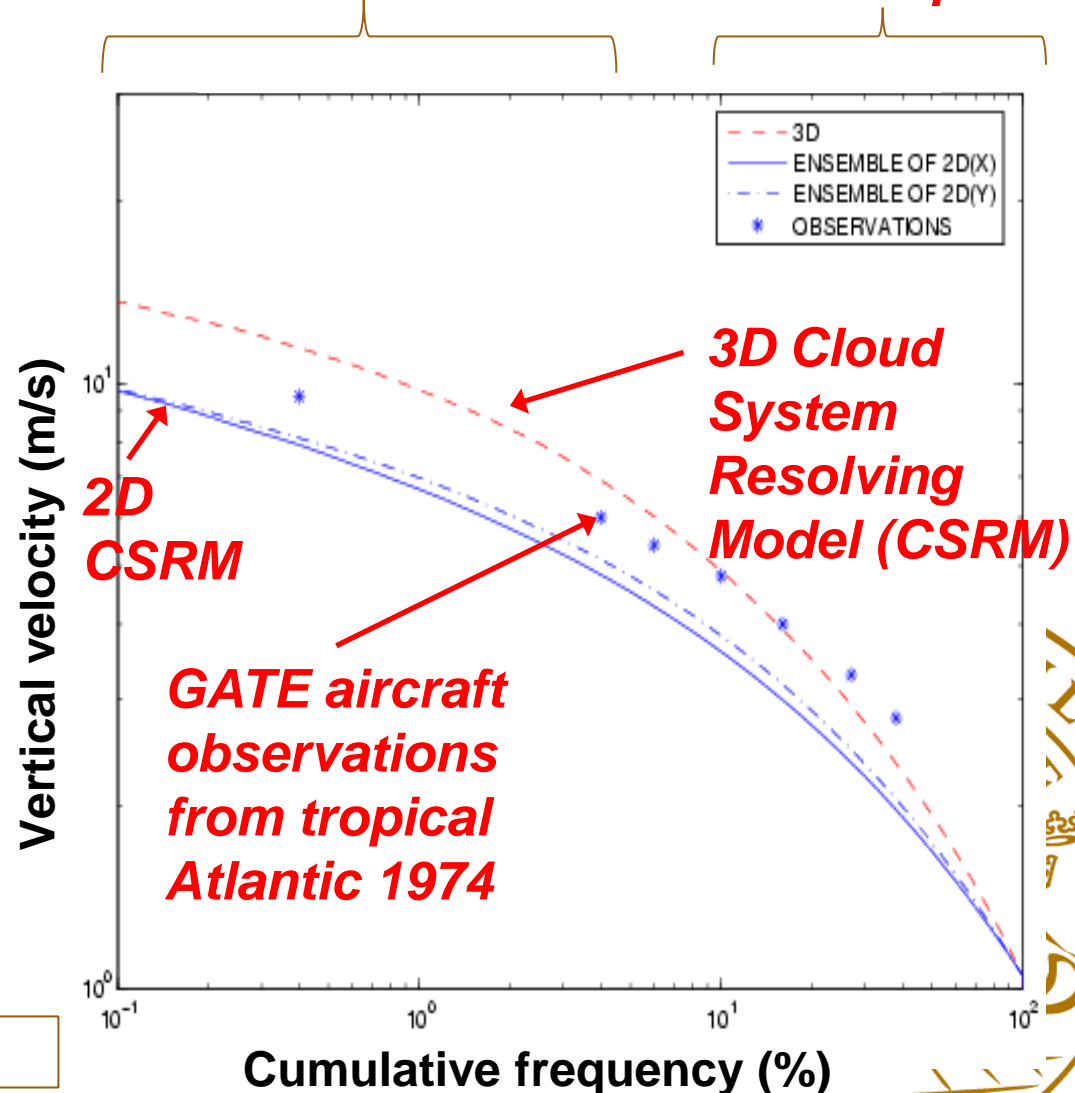 3D
ENSEMBLE OF 2D(X)
ENSEMBLE OF 2D(Y)
OBSERVATIONS
3D Cloud
System
Resolving
Model (CSRM)
2D
CSRM
GATE aircraft
observations
from tropical
Atlantic 1974
Vertical velocity (m/s)
10¹
10⁰
10⁻¹
10⁰
10¹
10²
Cumulative frequency (%)